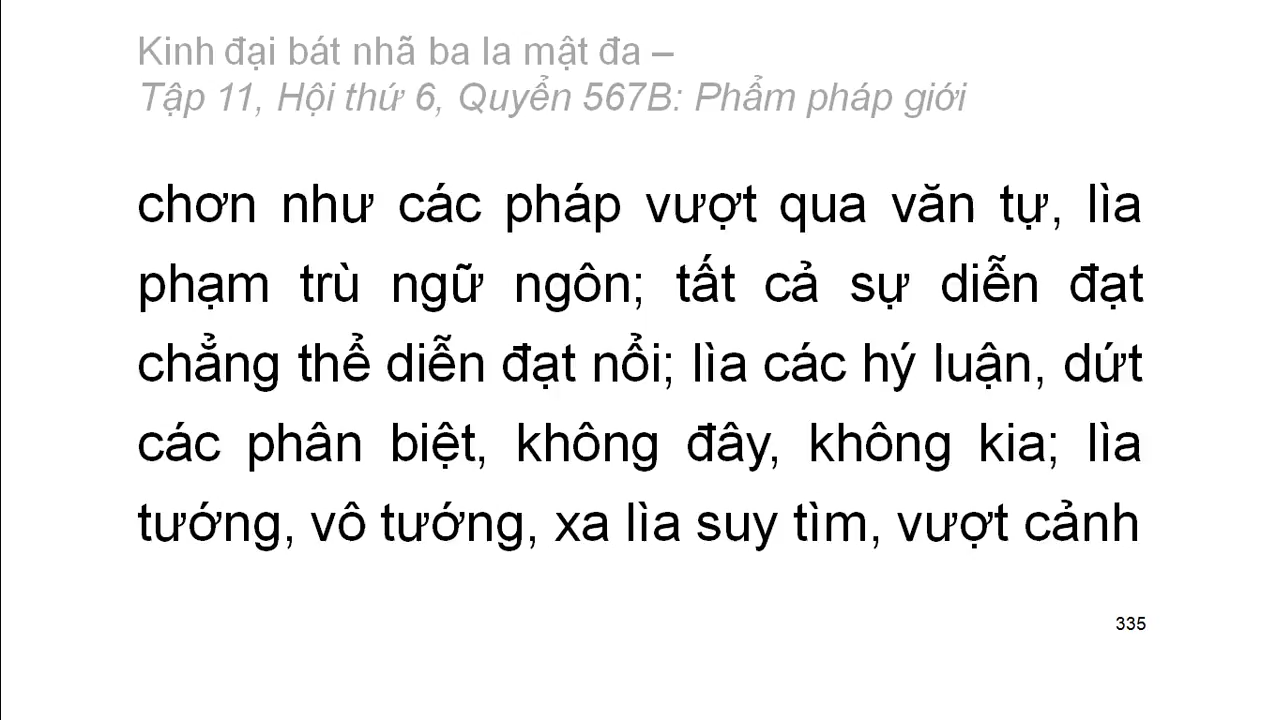 Kinh đại bát nhã ba la mật đa –
Tập 11, Hội thứ 6, Quyển 567B: Phẩm pháp giới
chơn như các pháp vượt qua văn tự, lìa
phạm trù ngữ ngôn; tất cả sự diễn đạt
chẳng thể diễn đạt nổi; lìa các hý luận, dứt
các phân biệt, không đây, không kia; lìa
tướng, vô tướng, xa lìa suy tìm, vượt cảnh
335